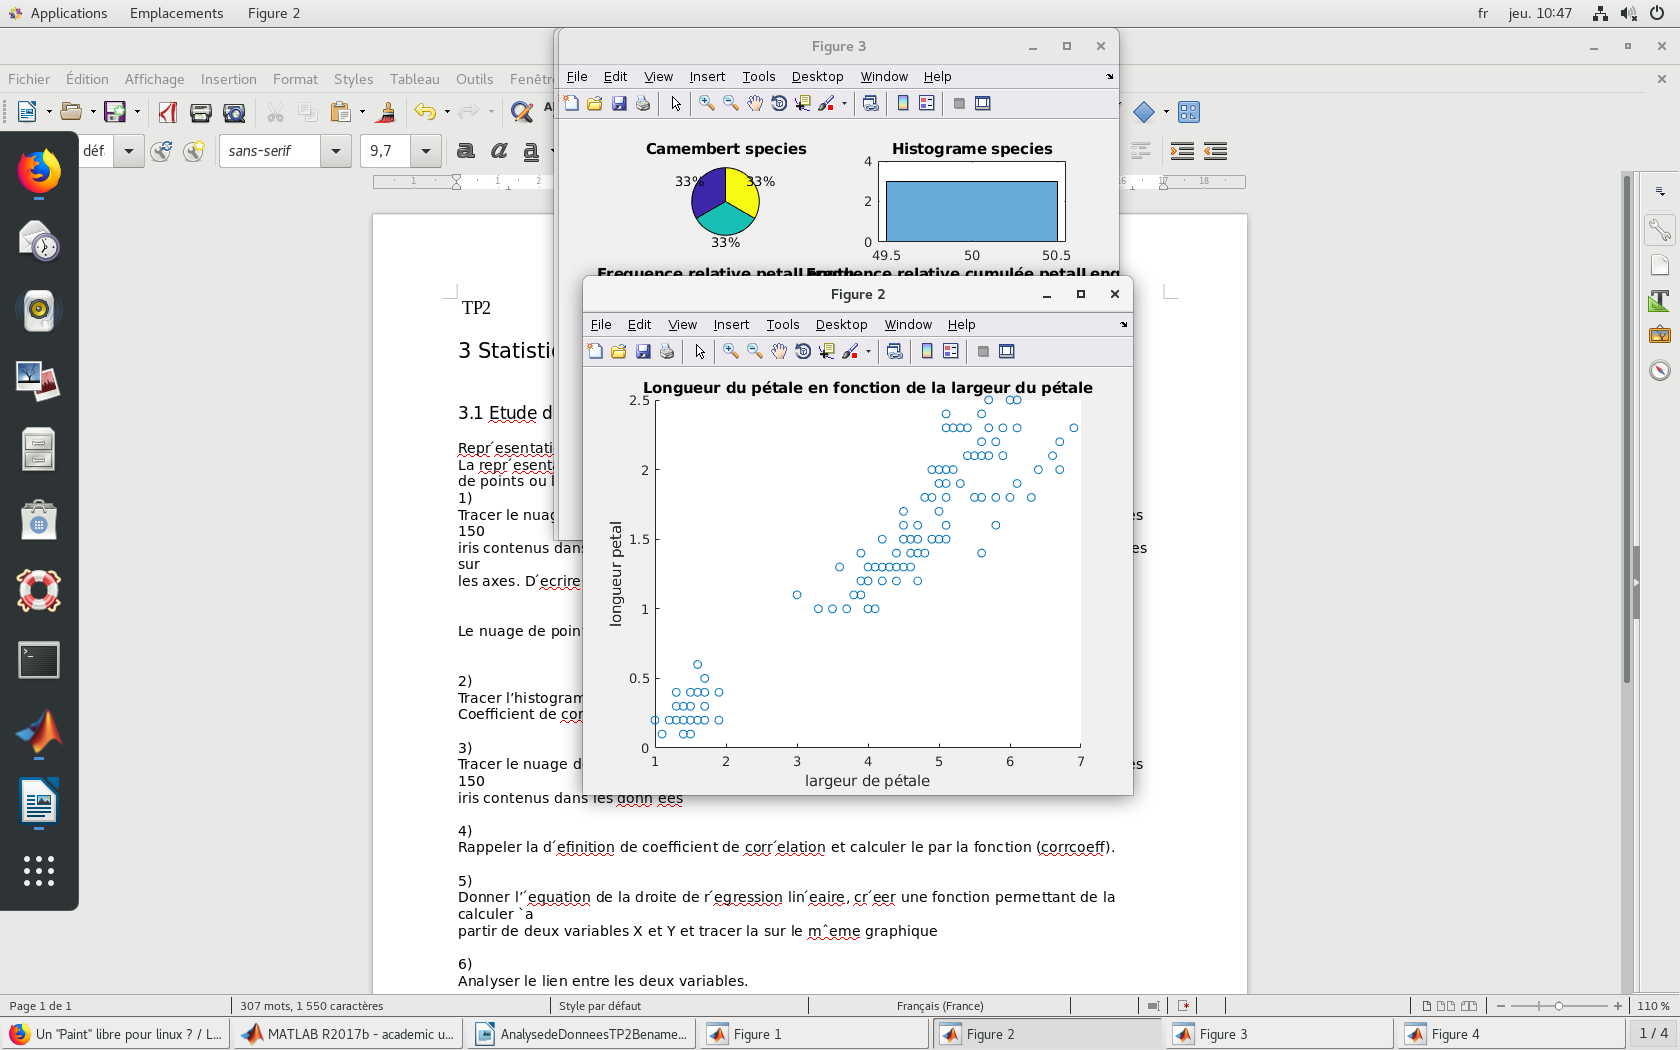 Applications Emplacements Figure 2 fr jeu. 10:47
Figure 3
Fichier Édition Affichage Insertion Format Styles Tableau Outils Fenêtr
File Edit View Insert Tools Desktop Window Help
déf. sans-serif 9,7 a a a
1 1 2 16 17 18
Camembert species Histograme species
33% 33% 33%
4
2
0
49.5 50 50.5
Frequence relative petal
relative cumulée petalLeng
Figure 2
File Edit View Insert Tools Desktop Window Help
Longueur du pétale en fonction de la largeur du pétale
2.5
2
1.5
1
0.5
0
longueur petal
1 2 3 4 5 6 7
largeur de pétale
TP2
3 Statisti
3.1 Etude d
Repr´esentati
La repr´esent
de points ou l
1)
Tracer le nuag es
150
iris contenus dans es
sur
les axes. D´ecrire
Le nuage de poin
2)
Tracer l’histogram
Coefficient de cor
3)
Tracer le nuage d es
150
iris contenus dans les donn´ees
4)
Rappeler la d´efinition de coefficient de corr´elation et calculer le par la fonction (corrcoeff).
5)
Donner l’´equation de la droite de r´egression lin´eaire, cr´eer une fonction permettant de la
calculer `a
partir de deux variables X et Y et tracer la sur le mˆeme graphique
6)
Analyser le lien entre les deux variables.
Page 1 de 1 307 mots, 1 550 caractères Style par défaut Français (France) 110 %
Un "Paint" libre pour linux ? / L... MATLAB R2017b - academic u... AnalysedeDonneesTP2Bename... Figure 1 Figure 2 Figure 3 Figure 4 1 / 4